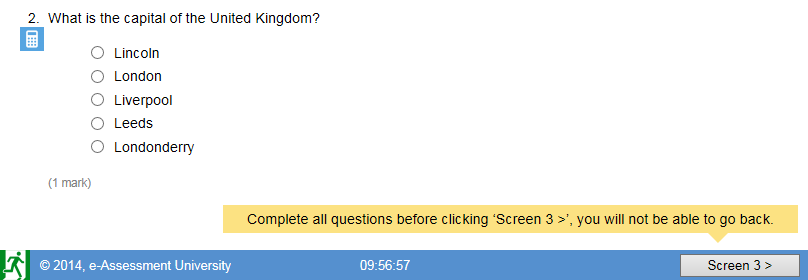 2. What is the capital of the United Kingdom?
Lincoln
London
Liverpool
Leeds
Londonderry
(1 mark)
Complete all questions before clicking ‘Screen 3 >’, you will not be able to go back.
© 2014, e-Assessment University 09:56:57 Screen 3 >